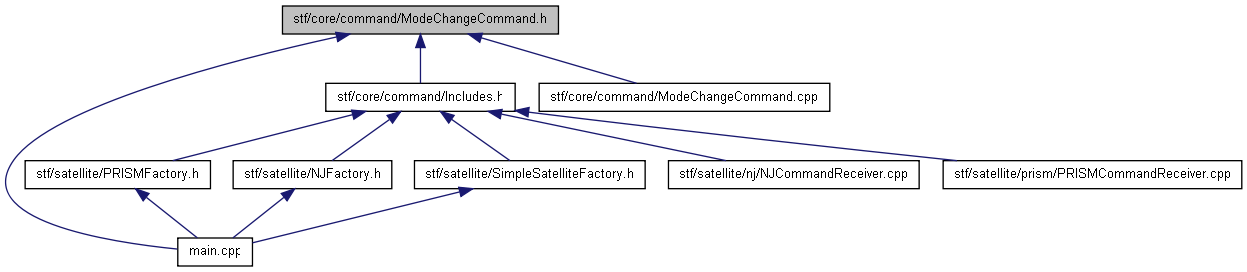 stf/core/command/ModeChangeCommand.h
stf/core/command/Includes.h
stf/core/command/ModeChangeCommand.cpp
stf/satellite/PRISMFactory.h
stf/satellite/NJFactory.h
stf/satellite/SimpleSatelliteFactory.h
stf/satellite/nj/NJCommandReceiver.cpp
stf/satellite/prism/PRISMCommandReceiver.cpp
main.cpp